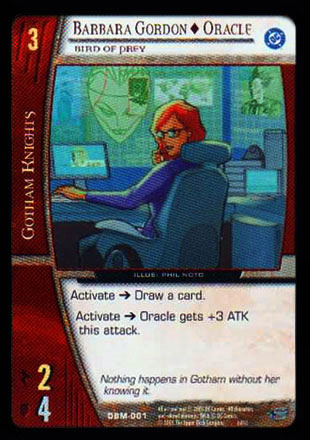 3
BARBARA GORDON ♦ ORACLE
BIRD OF PREY
DC
GOTHAM KNIGHTS
ILLUS: PHIL NOTO
Activate ➔ Draw a card.
Activate ➔ Oracle gets +3 ATK
this attack.
Nothing happens in Gotham without her
knowing it.
2
4
DBM-001